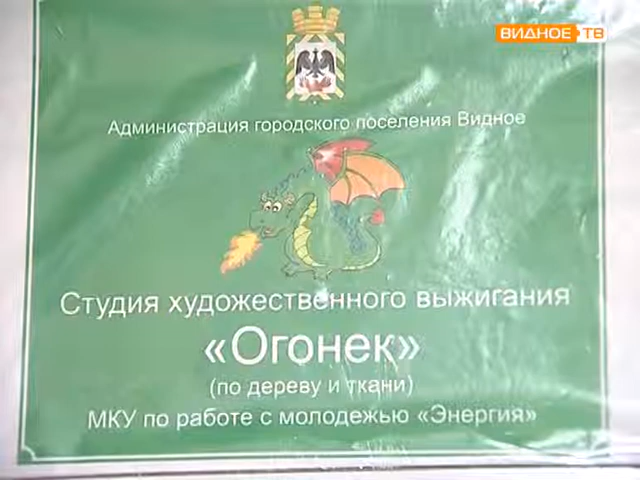 ВИДНОЕ ТВ
Администрация городского поселения Видное
Студия художественного выжигания
«Огонек»
(по дереву и ткани)
МКУ по работе с молодежью «Энергия»